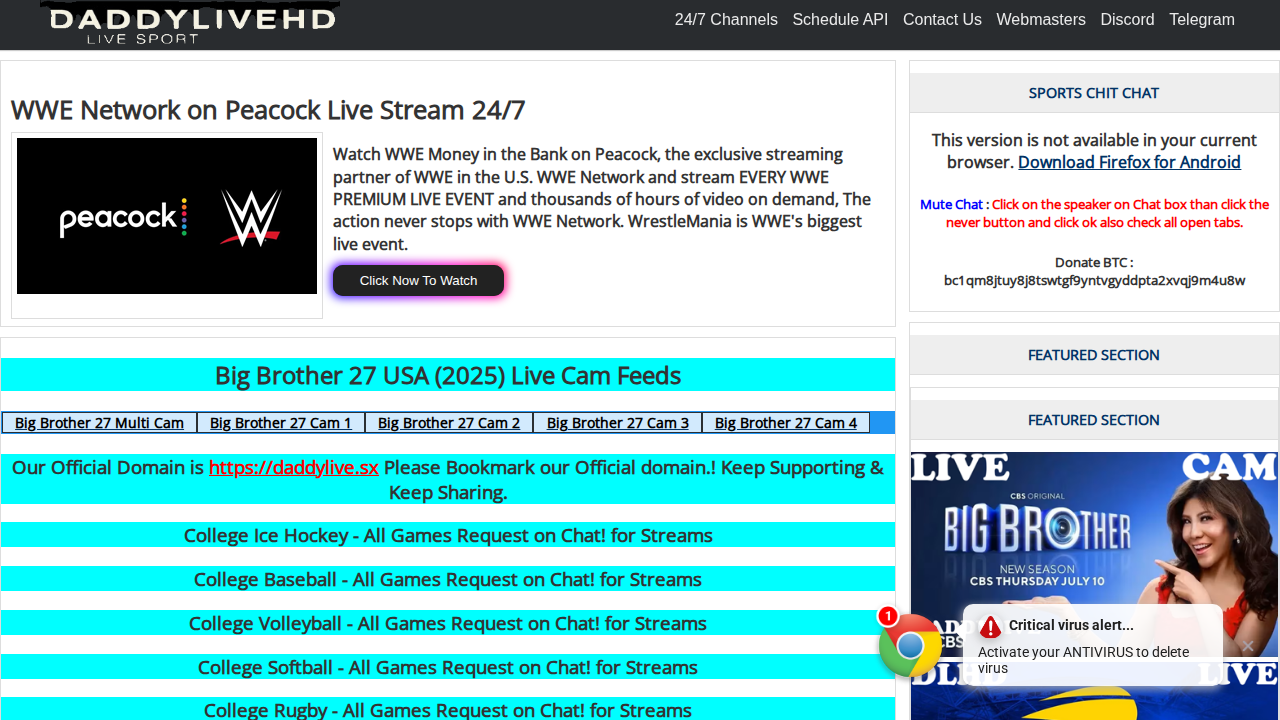 DADDYLIVEHD
LIVE SPORT
24/7 Channels Schedule API Contact Us Webmasters Discord Telegram
WWE Network on Peacock Live Stream 24/7
peacock W
Watch WWE Money in the Bank on Peacock, the exclusive streaming
partner of WWE in the U.S. WWE Network and stream EVERY WWE
PREMIUM LIVE EVENT and thousands of hours of video on demand, The
action never stops with WWE Network. WrestleMania is WWE's biggest
live event.
Click Now To Watch
Big Brother 27 USA (2025) Live Cam Feeds
Big Brother 27 Multi Cam Big Brother 27 Cam 1 Big Brother 27 Cam 2 Big Brother 27 Cam 3 Big Brother 27 Cam 4
Our Official Domain is https://daddylive.sx Please Bookmark our Official domain.! Keep Supporting &
Keep Sharing.
College Ice Hockey - All Games Request on Chat! for Streams
College Baseball - All Games Request on Chat! for Streams
College Volleyball - All Games Request on Chat! for Streams
College Softball - All Games Request on Chat! for Streams
College Rugby - All Games Request on Chat! for Streams
SPORTS CHIT CHAT
This version is not available in your current
browser. Download Firefox for Android
Mute Chat : Click on the speaker on Chat box than click the
never button and click ok also check all open tabs.
Donate BTC :
bc1qm8jtuy8j8tswtgf9yntvgyddpta2xvqj9m4u8w
FEATURED SECTION
FEATURED SECTION
LIVE CAM
CBS ORIGINAL
BIG BROTHER
NEW SEASON
CBS THURSDAY JULY 10
CBS
1
Critical virus alert...
Activate your ANTIVIRUS to delete
virus
DLHD LIVE